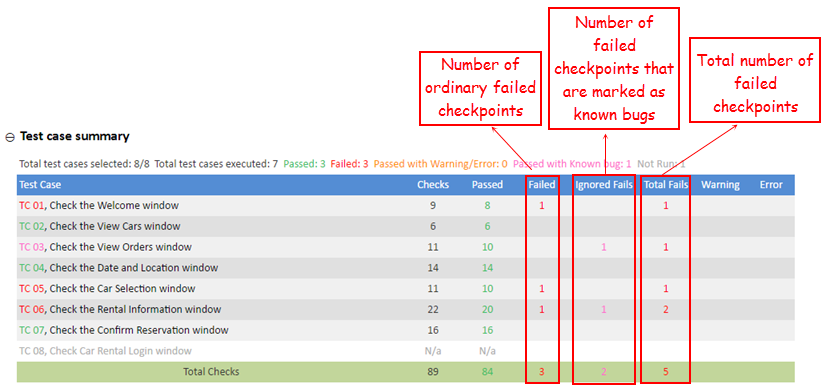 Number of
ordinary failed
checkpoints
Number of
failed
checkpoints that
are marked as
known bugs
Total number of
failed
checkpoints
Test case summary
Total test cases selected: 8/8 Total test cases executed: 7 Passed: 3 Failed: 3 Passed with Warning/Error: 0 Passed with Known bug: 1 Not Run: 1
Test Case Checks Passed Failed Ignored Fails Total Fails Warning Error
TC 01, Check the Welcome window 9 8 1 1
TC 02, Check the View Cars window 6 6
TC 03, Check the View Orders window 11 10 1 1
TC 04, Check the Date and Location window 14 14
TC 05, Check the Car Selection window 11 10 1 1
TC 06, Check the Rental Information window 22 20 1 1 2
TC 07, Check the Confirm Reservation window 16 16
TC 08, Check Car Rental Login window N/a N/a
Total Checks 89 84 3 2 5